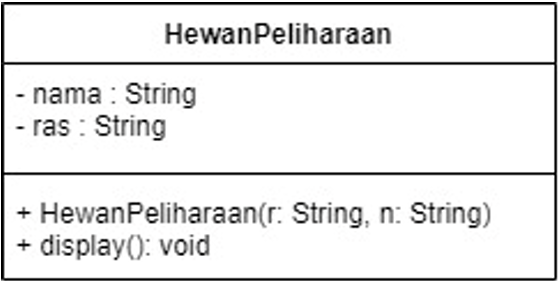 HewanPeliharaan
- nama : String
- ras : String
+ HewanPeliharaan(r: String, n: String)
+ display(): void